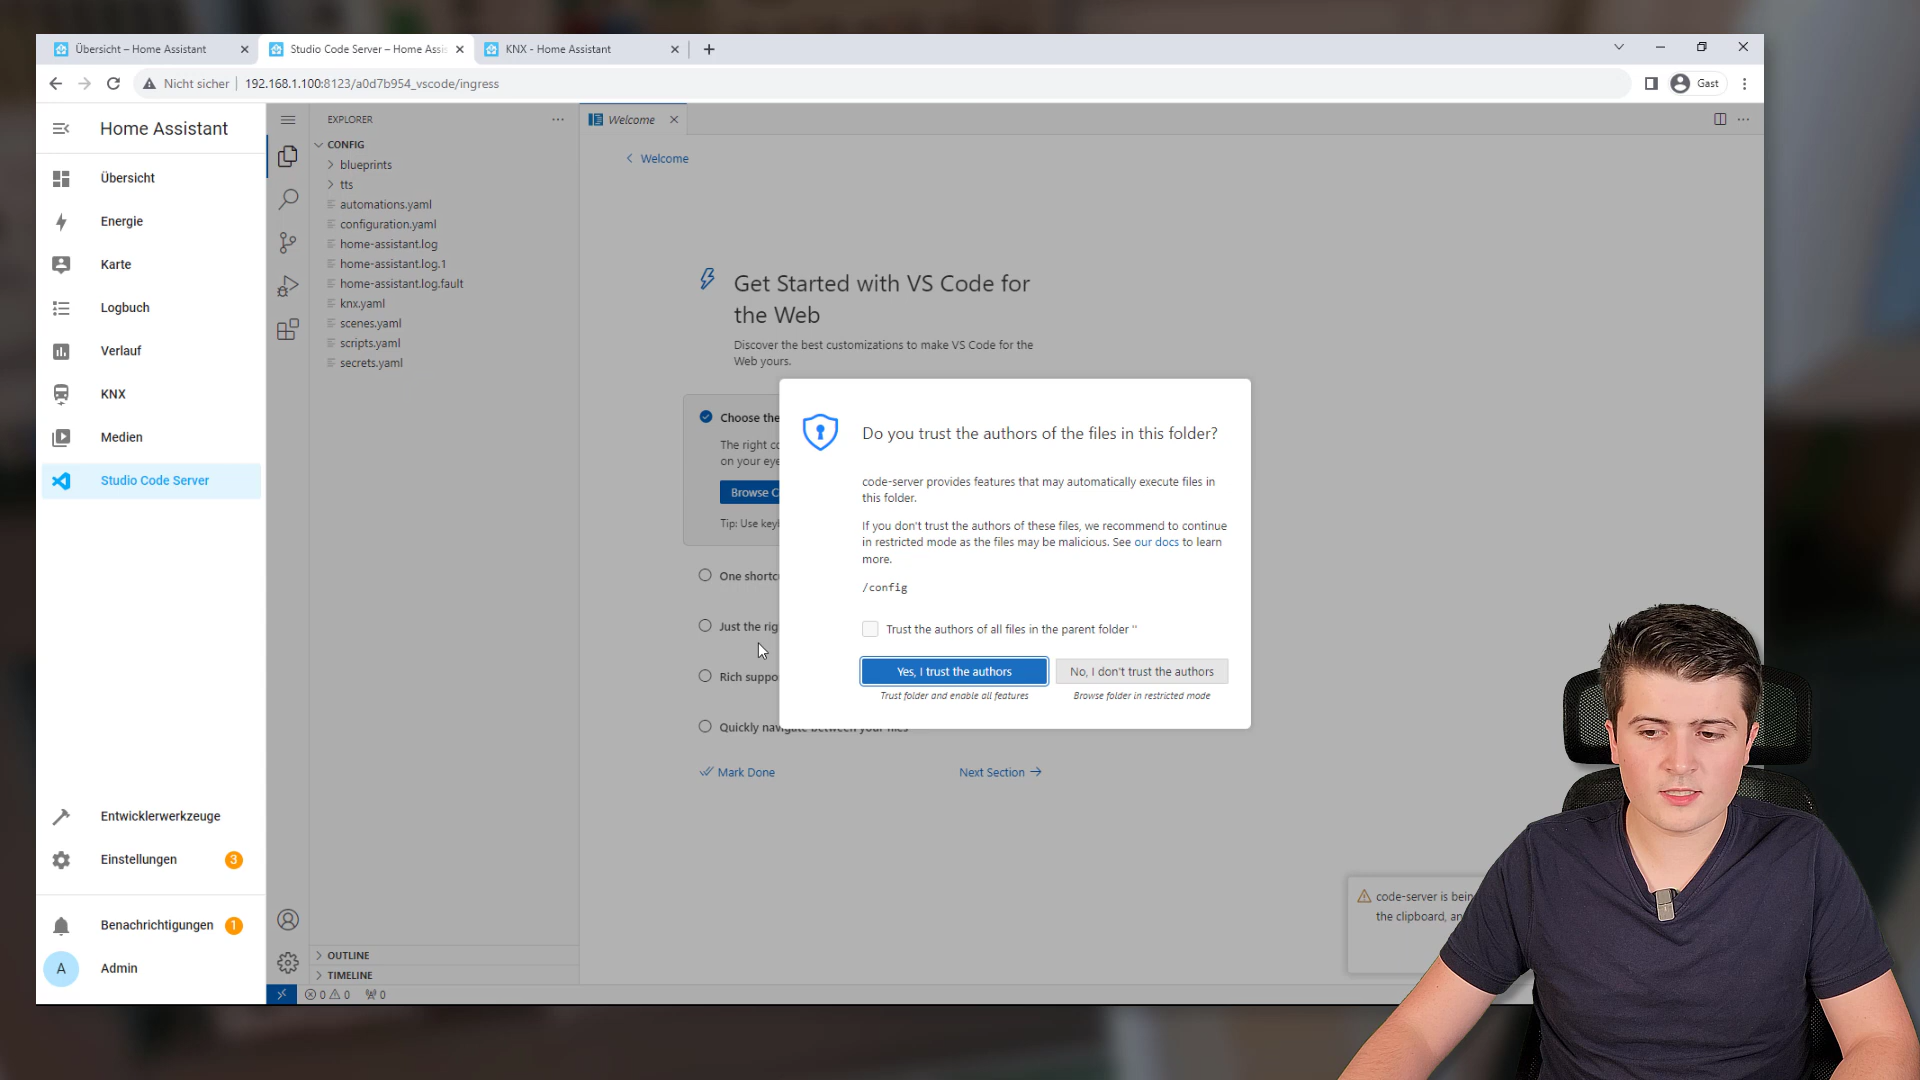 Übersicht – Home Assistant
Studio Code Server – Home Assis
KNX - Home Assistant
Nicht sicher
192.168.1.100:8123/a0d7b954_vscode/ingress
Gast
Home Assistant
Übersicht
Energie
Karte
Logbuch
Verlauf
KNX
Medien
Studio Code Server
Entwicklerwerkzeuge
Einstellungen
3
Benachrichtigungen
1
A
Admin
EXPLORER
CONFIG
blueprints
tts
automations.yaml
configuration.yaml
home-assistant.log
home-assistant.log.1
home-assistant.log.fault
knx.yaml
scenes.yaml
scripts.yaml
secrets.yaml
OUTLINE
TIMELINE
0 0 0
Welcome
Welcome
Get Started with VS Code for
the Web
Discover the best customizations to make VS Code for the
Web yours.
Choose the
The right co
on your eye
Browse C
Tip: Use key
One shortc
Just the rig
Rich suppo
Quickly navigate between your files
Mark Done
Next Section
Do you trust the authors of the files in this folder?
code-server provides features that may automatically execute files in
this folder.
If you don't trust the authors of these files, we recommend to continue
in restricted mode as the files may be malicious. See our docs to learn
more.
/config
Trust the authors of all files in the parent folder ''
Yes, I trust the authors
No, I don't trust the authors
Trust folder and enable all features
Browse folder in restricted mode
code-server is bein
the clipboard, an